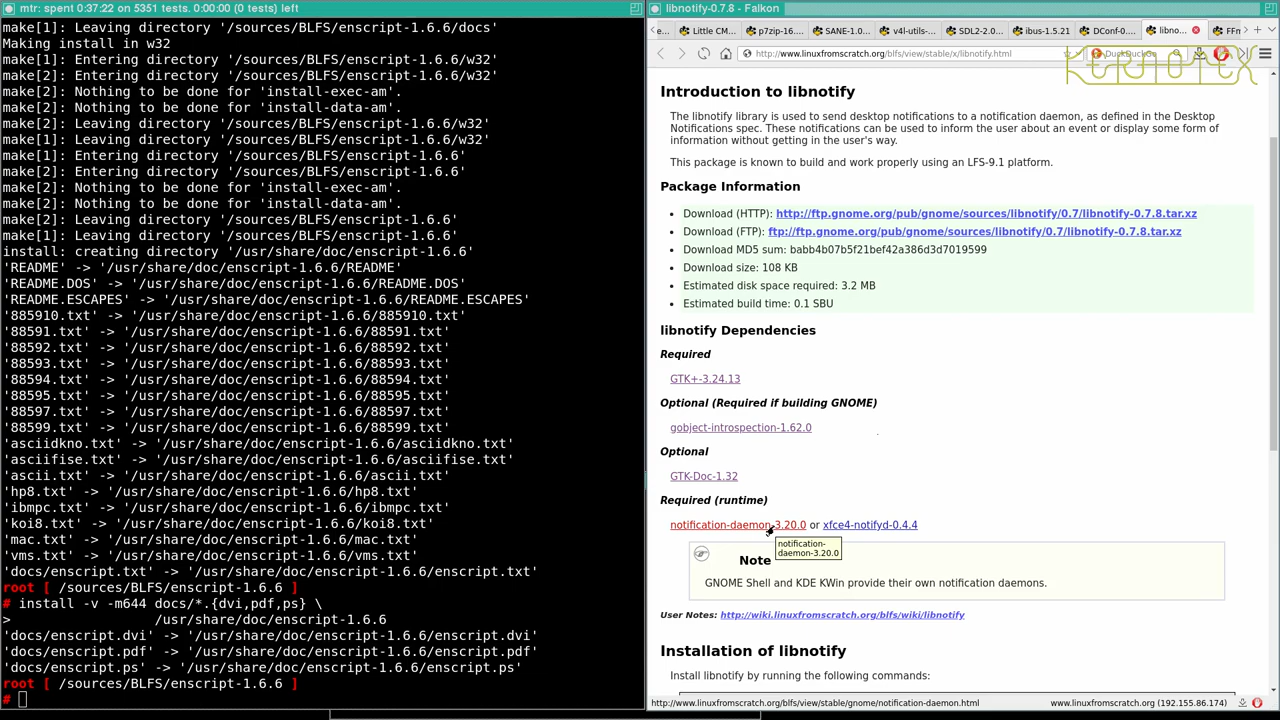 mtr: spent 0:37:22 on 5351 tests. 0:00:00 (0 tests) left
make[1]: Leaving directory '/sources/BLFS/enscript-1.6.6/docs'
Making install in w32
make[1]: Entering directory '/sources/BLFS/enscript-1.6.6/w32'
make[2]: Entering directory '/sources/BLFS/enscript-1.6.6/w32'
make[2]: Nothing to be done for 'install-exec-am'.
make[2]: Nothing to be done for 'install-data-am'.
make[2]: Leaving directory '/sources/BLFS/enscript-1.6.6/w32'
make[1]: Leaving directory '/sources/BLFS/enscript-1.6.6/w32'
make[1]: Entering directory '/sources/BLFS/enscript-1.6.6'
make[2]: Entering directory '/sources/BLFS/enscript-1.6.6'
make[2]: Nothing to be done for 'install-exec-am'.
make[2]: Nothing to be done for 'install-data-am'.
make[2]: Leaving directory '/sources/BLFS/enscript-1.6.6'
make[1]: Leaving directory '/sources/BLFS/enscript-1.6.6'
install: creating directory '/usr/share/doc/enscript-1.6.6'
'README' -> '/usr/share/doc/enscript-1.6.6/README'
'README.DOS' -> '/usr/share/doc/enscript-1.6.6/README.DOS'
'README.ESCAPES' -> '/usr/share/doc/enscript-1.6.6/README.ESCAPES'
'885910.txt' -> '/usr/share/doc/enscript-1.6.6/885910.txt'
'88591.txt' -> '/usr/share/doc/enscript-1.6.6/88591.txt'
'88592.txt' -> '/usr/share/doc/enscript-1.6.6/88592.txt'
'88593.txt' -> '/usr/share/doc/enscript-1.6.6/88593.txt'
'88594.txt' -> '/usr/share/doc/enscript-1.6.6/88594.txt'
'88595.txt' -> '/usr/share/doc/enscript-1.6.6/88595.txt'
'88597.txt' -> '/usr/share/doc/enscript-1.6.6/88597.txt'
'88599.txt' -> '/usr/share/doc/enscript-1.6.6/88599.txt'
'asciidkno.txt' -> '/usr/share/doc/enscript-1.6.6/asciidkno.txt'
'asciifise.txt' -> '/usr/share/doc/enscript-1.6.6/asciifise.txt'
'ascii.txt' -> '/usr/share/doc/enscript-1.6.6/ascii.txt'
'hp8.txt' -> '/usr/share/doc/enscript-1.6.6/hp8.txt'
'ibmpc.txt' -> '/usr/share/doc/enscript-1.6.6/ibmpc.txt'
'koi8.txt' -> '/usr/share/doc/enscript-1.6.6/koi8.txt'
'mac.txt' -> '/usr/share/doc/enscript-1.6.6/mac.txt'
'vms.txt' -> '/usr/share/doc/enscript-1.6.6/vms.txt'
'docs/enscript.txt' -> '/usr/share/doc/enscript-1.6.6/enscript.txt'
root [ /sources/BLFS/enscript-1.6.6 ]
# install -v -m644 docs/*.{dvi,pdf,ps} \
> /usr/share/doc/enscript-1.6.6
'docs/enscript.dvi' -> '/usr/share/doc/enscript-1.6.6/enscript.dvi'
'docs/enscript.pdf' -> '/usr/share/doc/enscript-1.6.6/enscript.pdf'
'docs/enscript.ps' -> '/usr/share/doc/enscript-1.6.6/enscript.ps'
root [ /sources/BLFS/enscript-1.6.6 ]
#
libnotify-0.7.8 - Falkon
e... Little CM... p7zip-16.... SANE-1.0... v4l-utils-... SDL2-2.0... ibus-1.5.21 DConf-0.... libno... FFm
http://www.linuxfromscratch.org/blfs/view/stable/x/libnotify.html DuckDuckGo
KERNOTEX
Introduction to libnotify
The libnotify library is used to send desktop notifications to a notification daemon, as defined in the Desktop
Notifications spec. These notifications can be used to inform the user about an event or display some form of
information without getting in the user's way.
This package is known to build and work properly using an LFS-9.1 platform.
Package Information
• Download (HTTP): http://ftp.gnome.org/pub/gnome/sources/libnotify/0.7/libnotify-0.7.8.tar.xz
• Download (FTP): ftp://ftp.gnome.org/pub/gnome/sources/libnotify/0.7/libnotify-0.7.8.tar.xz
• Download MD5 sum: babb4b07b5f21bef42a386d3d7019599
• Download size: 108 KB
• Estimated disk space required: 3.2 MB
• Estimated build time: 0.1 SBU
libnotify Dependencies
Required
GTK+-3.24.13
Optional (Required if building GNOME)
gobject-introspection-1.62.0
Optional
GTK-Doc-1.32
Required (runtime)
notification-daemon-3.20.0 or xfce4-notifyd-0.4.4
notification-
daemon-3.20.0
Note
GNOME Shell and KDE KWin provide their own notification daemons.
User Notes: http://wiki.linuxfromscratch.org/blfs/wiki/libnotify
Installation of libnotify
Install libnotify by running the following commands:
http://www.linuxfromscratch.org/blfs/view/stable/gnome/notification-daemon.html www.linuxfromscratch.org (192.155.86.174)